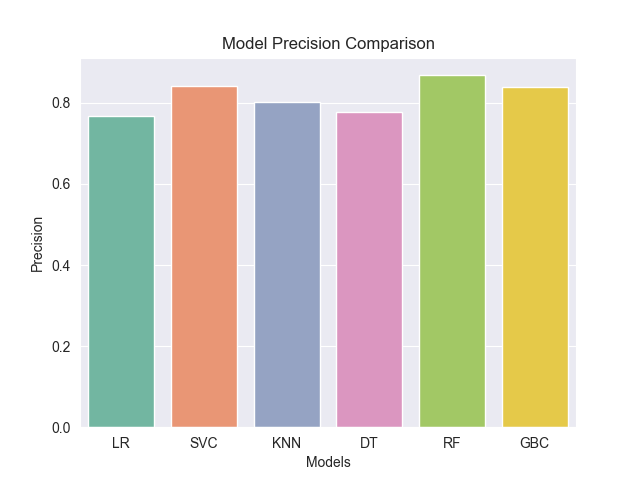 Model Precision Comparison
Precision
0.8
0.6
0.4
0.2
0.0
LR SVC KNN DT RF GBC
Models